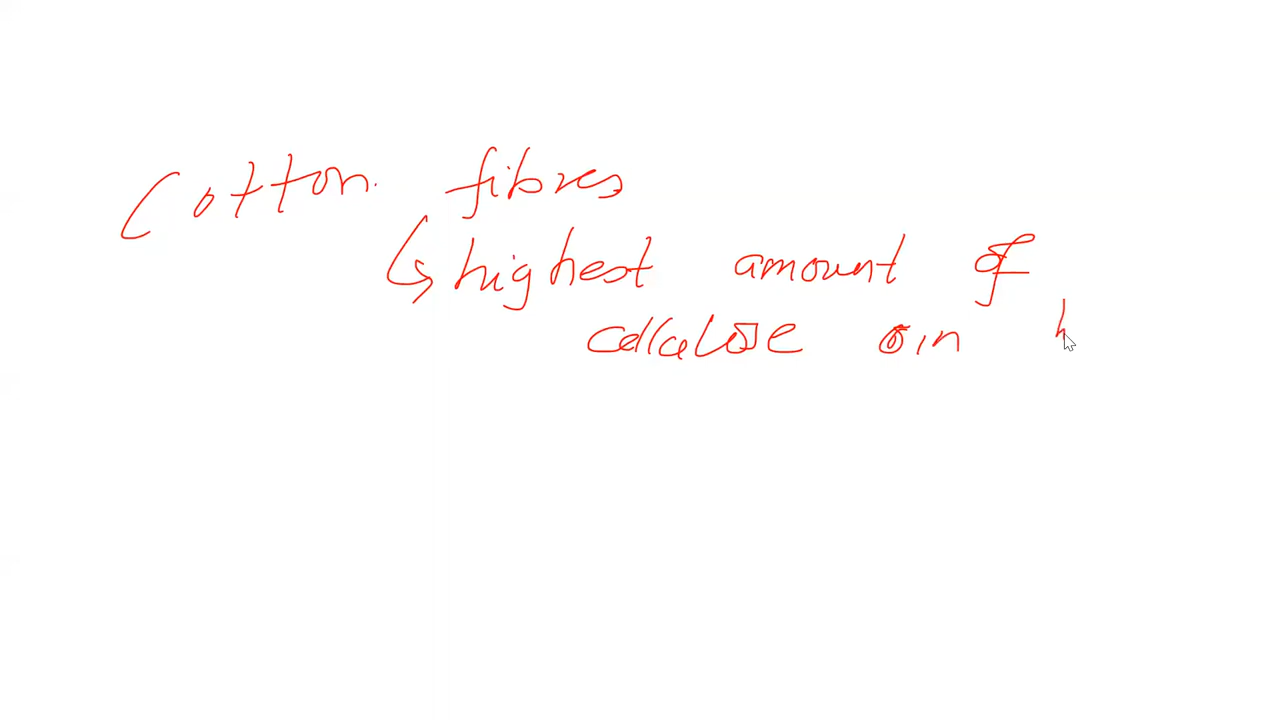 Cotton fibres
↳ highest amount of
cellulose in h